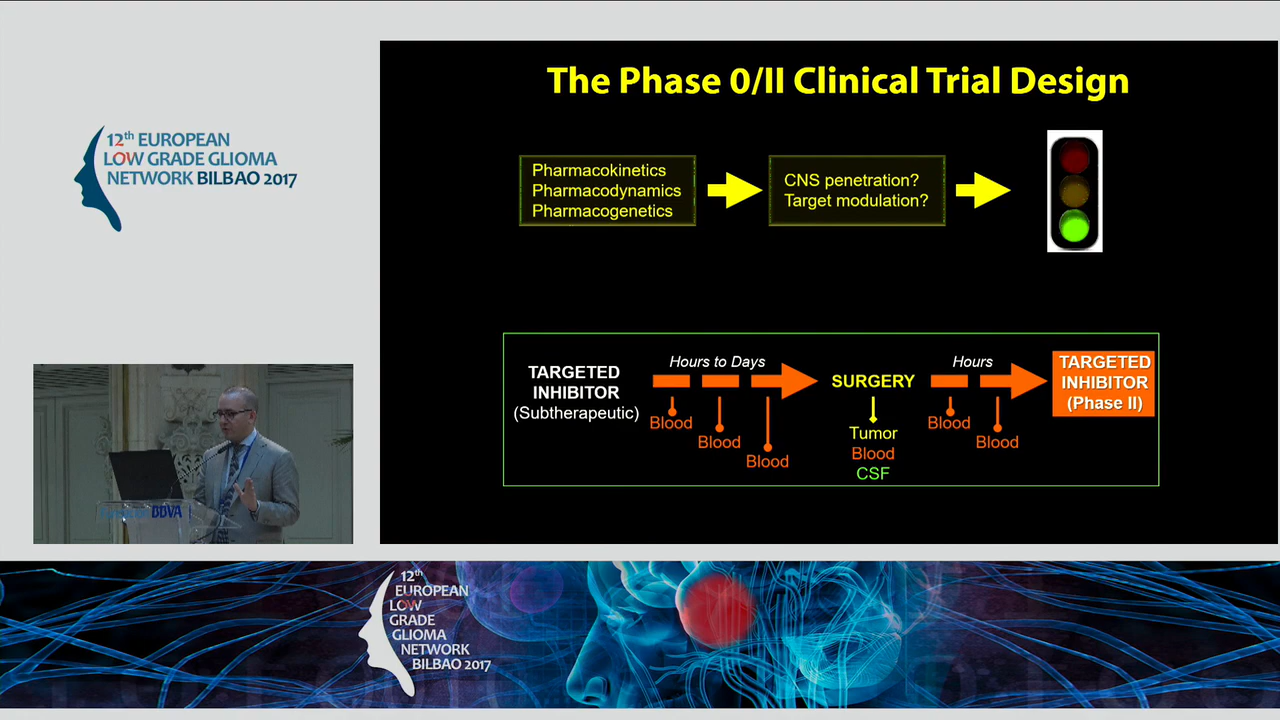 12th EUROPEAN
LOW GRADE GLIOMA
NETWORK BILBAO 2017
The Phase 0/II Clinical Trial Design
Pharmacokinetics
Pharmacodynamics
Pharmacogenetics
CNS penetration?
Target modulation?
TARGETED
INHIBITOR
(Subtherapeutic)
Hours to Days
Blood
Blood
Blood
SURGERY
Tumor
Blood
CSF
Hours
Blood
Blood
TARGETED
INHIBITOR
(Phase II)
BBVA
12th
EUROPEAN
LOW
GRADE
GLIOMA
NETWORK
BILBAO 2017